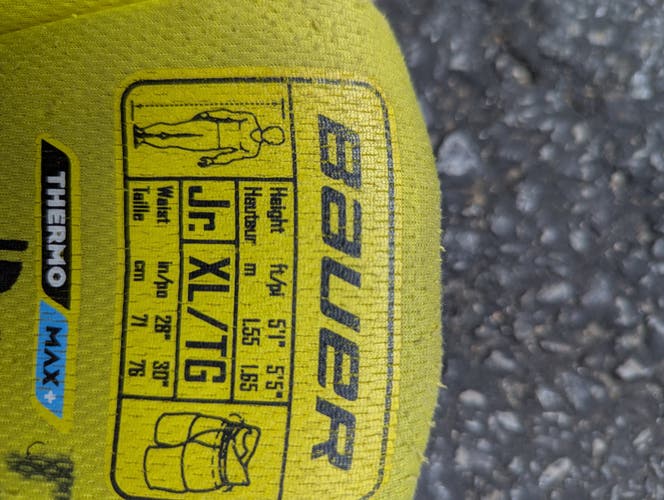 BAUER
Height ft/pi 5'1" 5'5"
Hauteur m 1.55 1.65
Jr. XL/TG
Waist in/po 28" 30"
Taille cm 71 76
THERMO MAX+